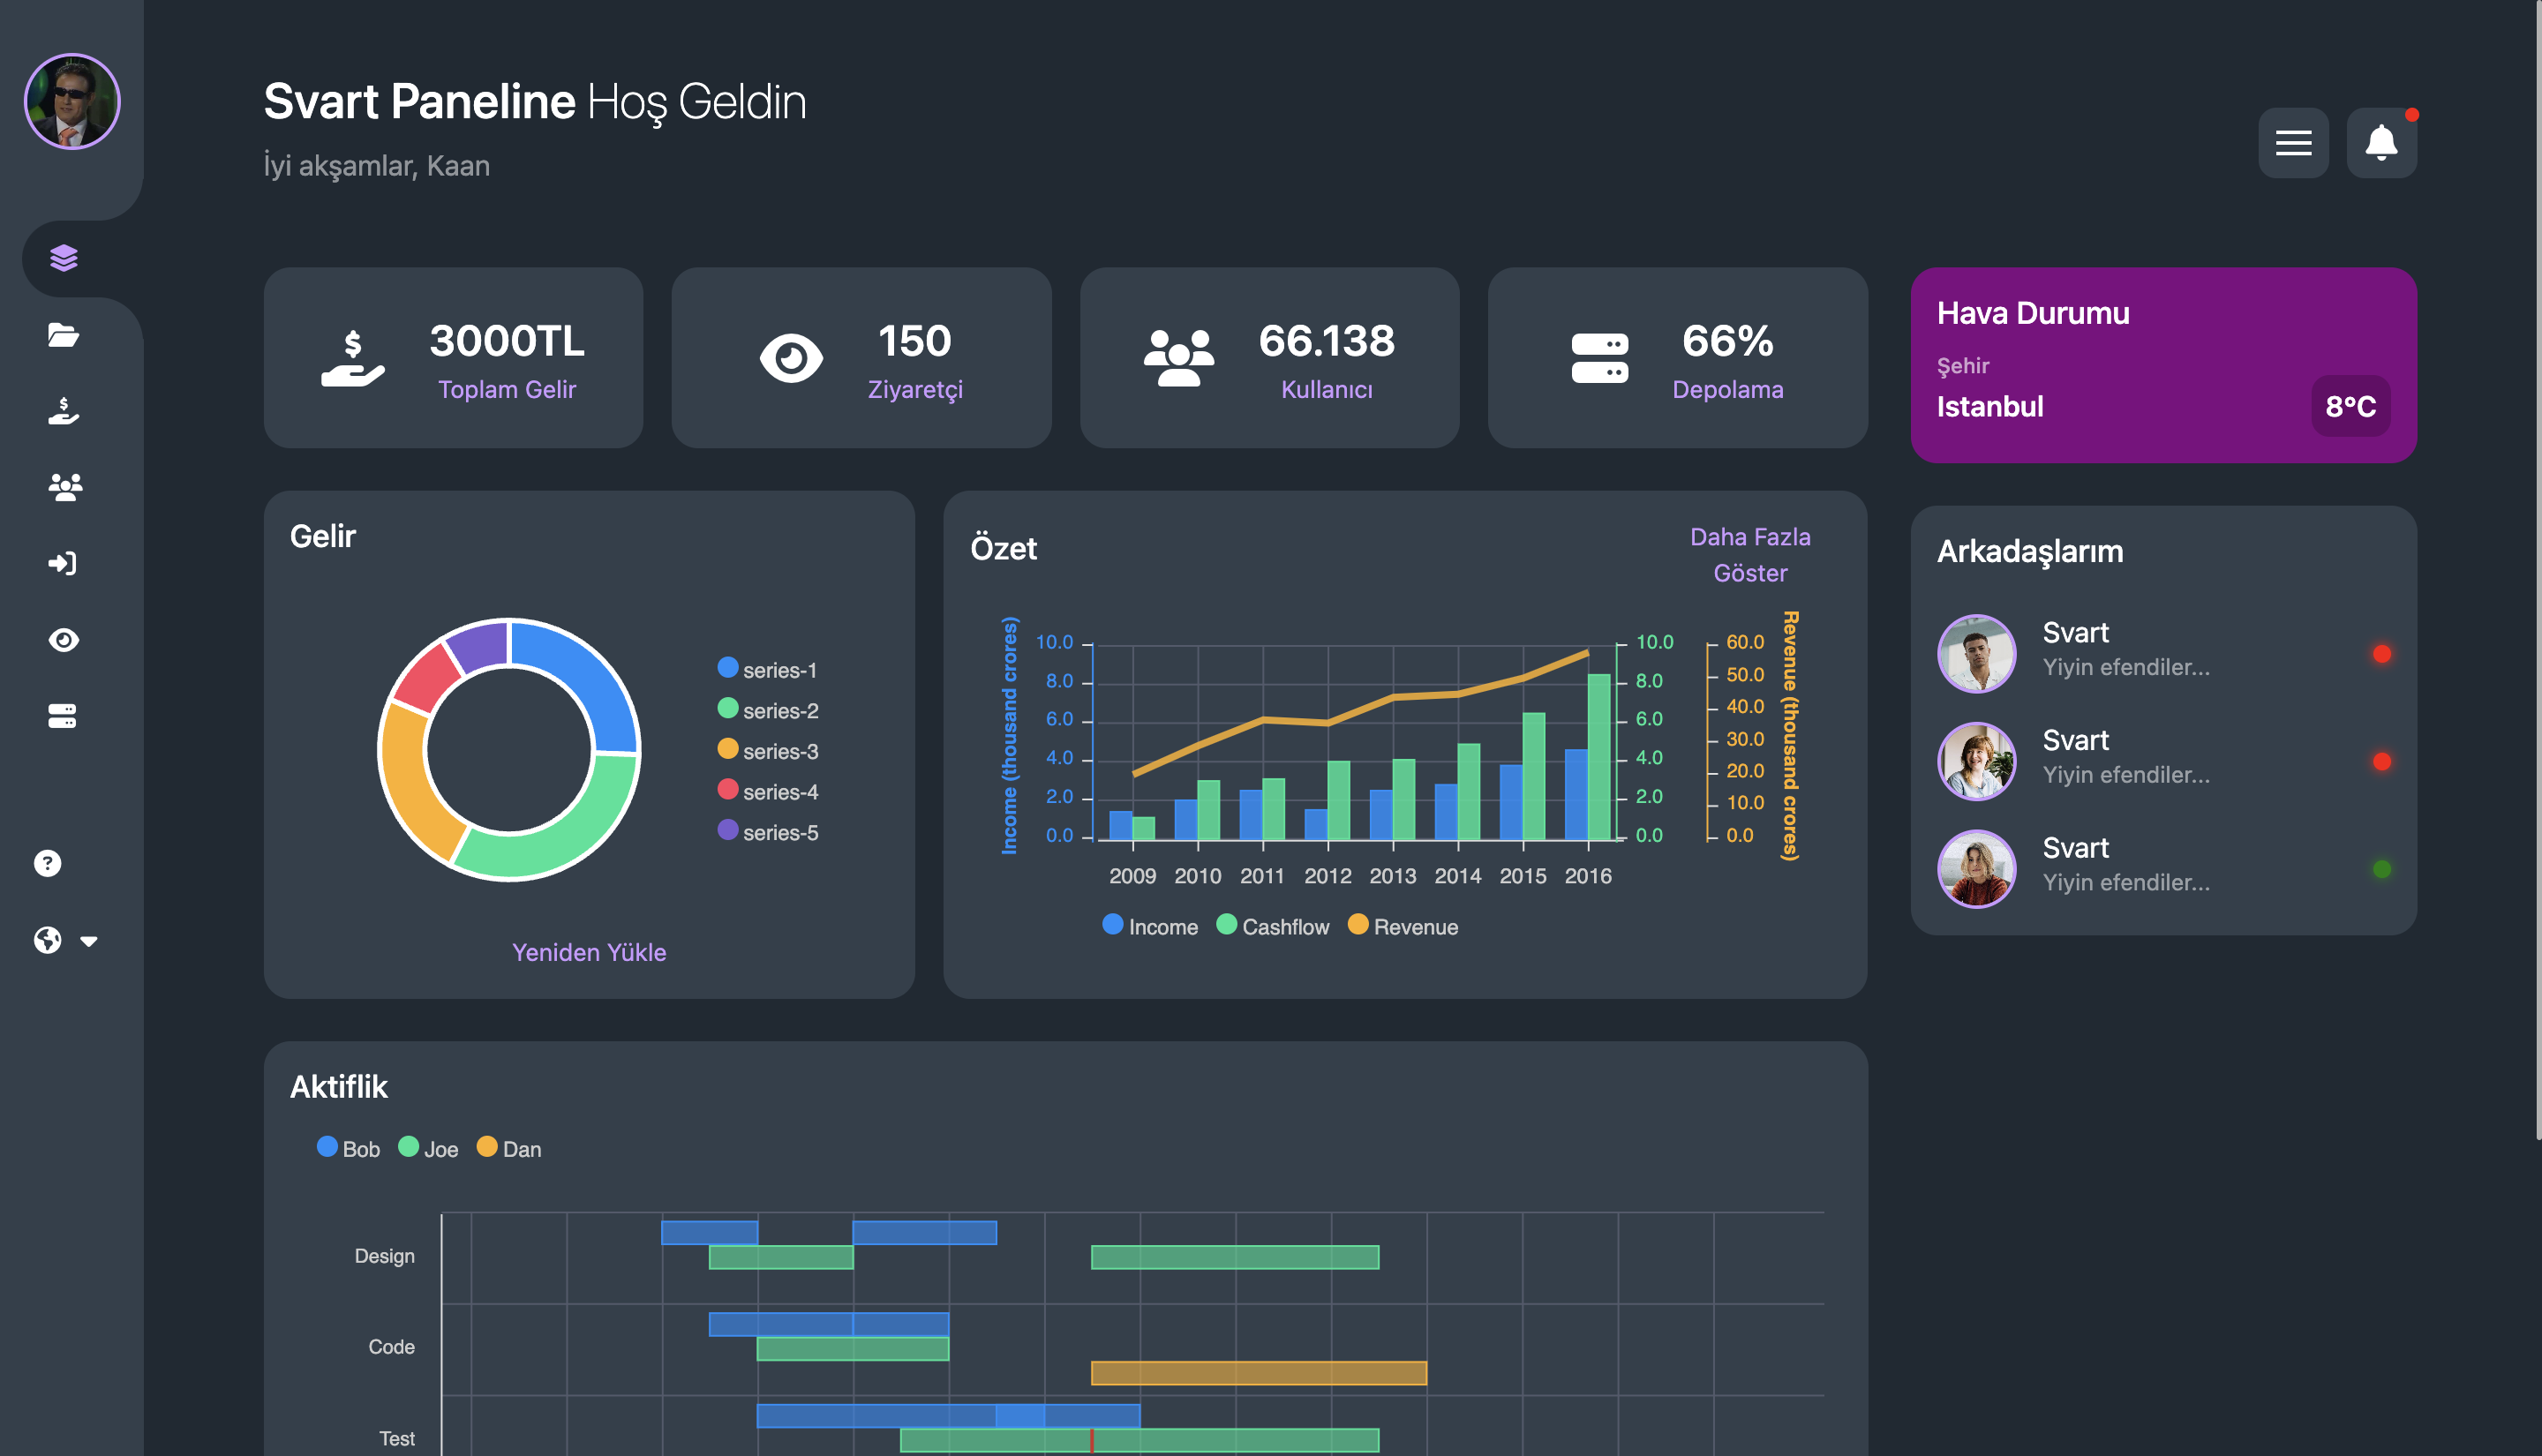 Svart Paneline Hoş Geldin
İyi akşamlar, Kaan
3000TL
Toplam Gelir
150
Ziyaretçi
66.138
Kullanıcı
66%
Depolama
Hava Durumu
Şehir
Istanbul
8°C
Gelir
series-1
series-2
series-3
series-4
series-5
Yeniden Yükle
Özet
Daha Fazla
Göster
Income (thousand crores)
10.0
8.0
6.0
4.0
2.0
0.0
10.0
8.0
6.0
4.0
2.0
0.0
60.0
50.0
40.0
30.0
20.0
10.0
0.0
Revenue (thousand crores)
2009 2010 2011 2012 2013 2014 2015 2016
Income Cashflow Revenue
Arkadaşlarım
Svart
Yiyin efendiler...
Svart
Yiyin efendiler...
Svart
Yiyin efendiler...
Aktiflik
Bob Joe Dan
Design
Code
Test